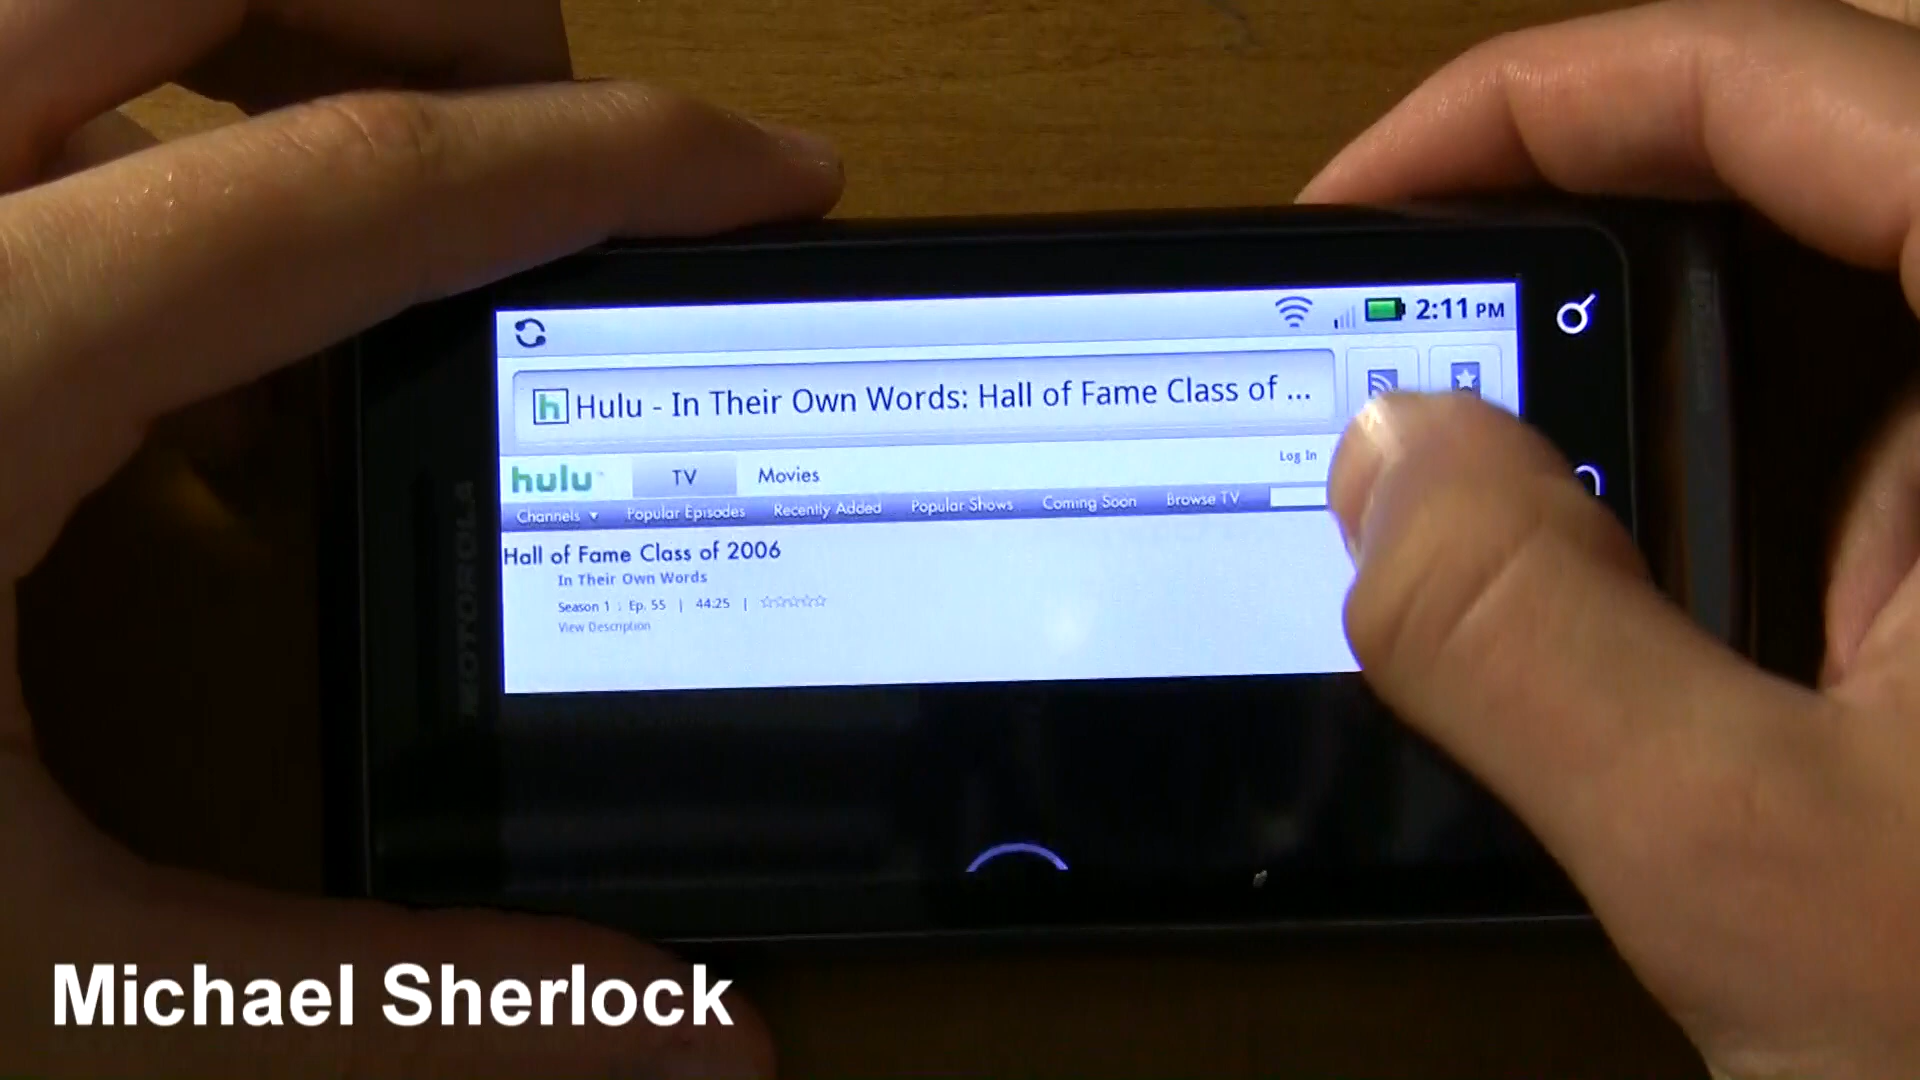 2:11 PM
Hulu - In Their Own Words: Hall of Fame Class of ...
hulu TV Movies Log In
Channels ▼ Popular Episodes Recently Added Popular Shows Coming Soon Browse TV
Hall of Fame Class of 2006
In Their Own Words
Season 1 : Ep. 55 | 44:25 | ☆☆☆☆☆
View Description
MOTOROLA
Michael Sherlock